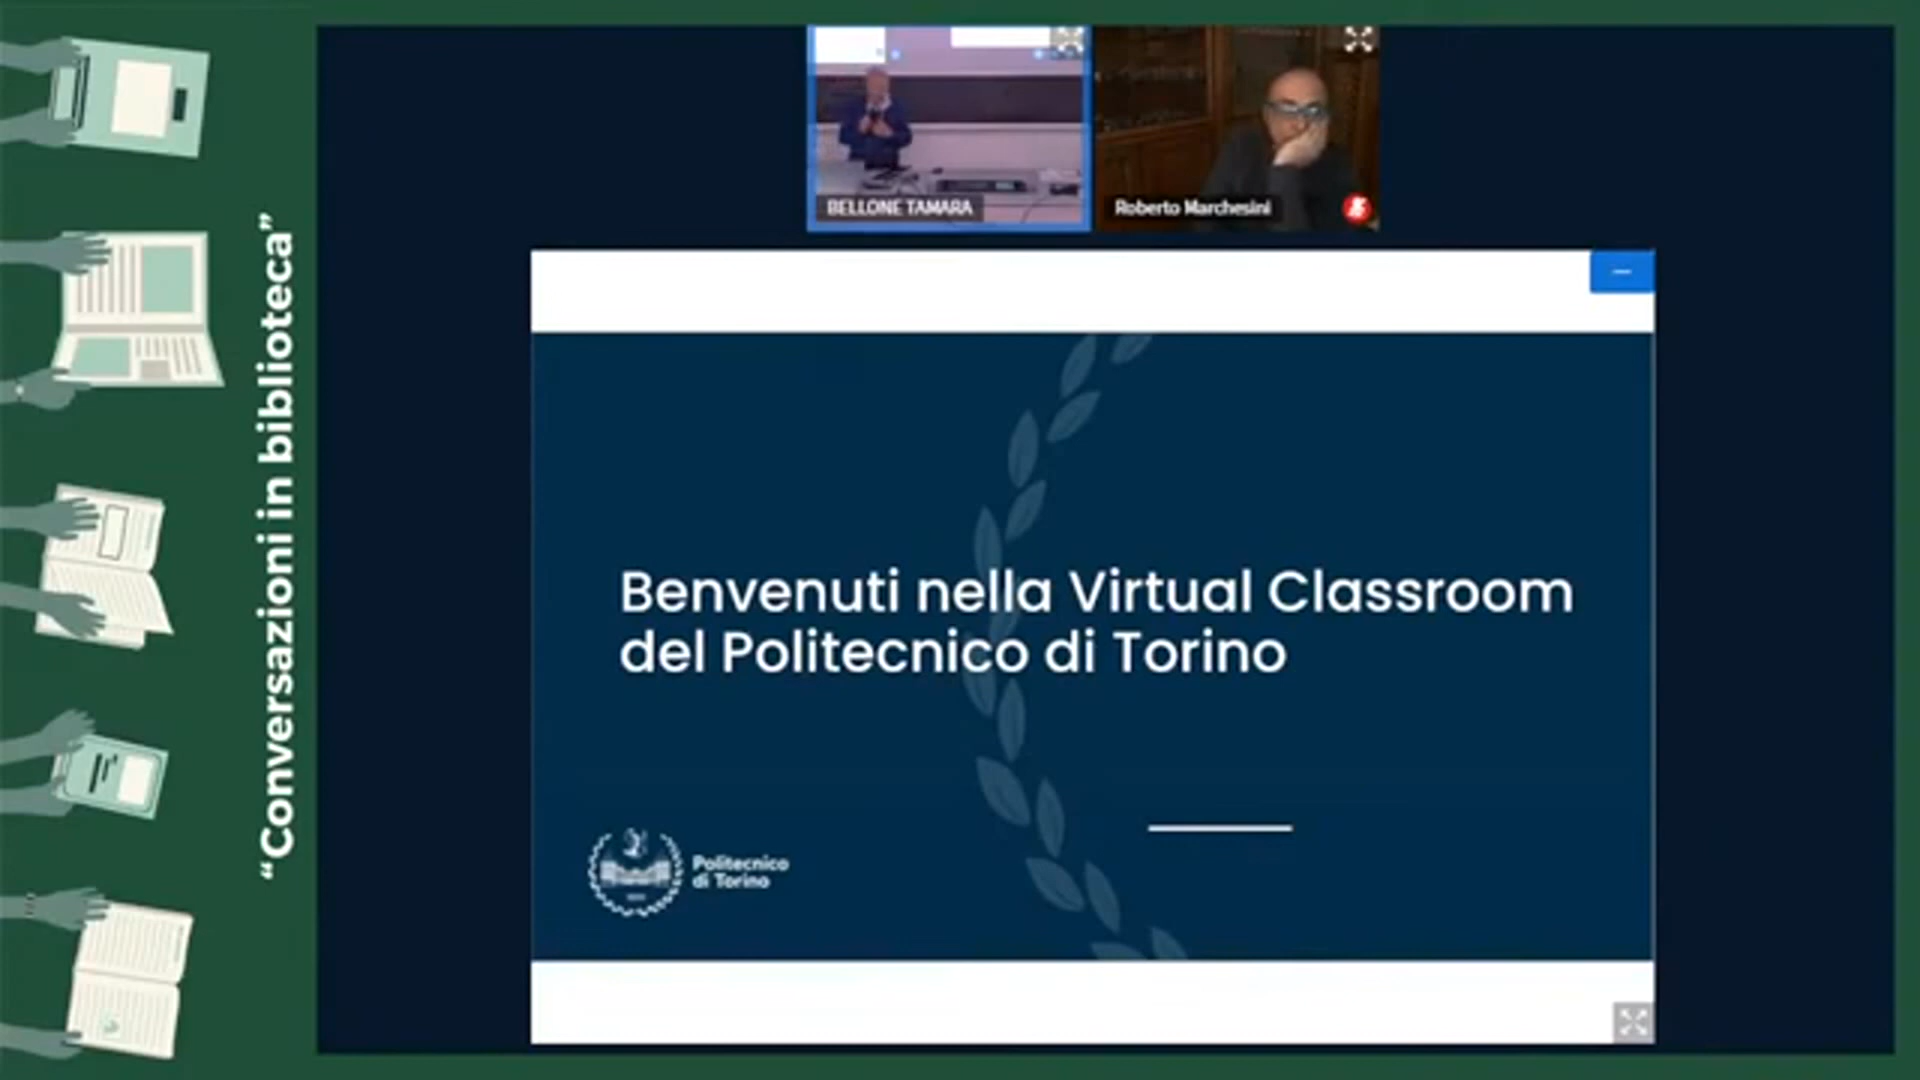 “Conversazioni in biblioteca”
BELLONE TAMARA
Roberto Marchesini
Benvenuti nella Virtual Classroom
del Politecnico di Torino
Politecnico
di Torino